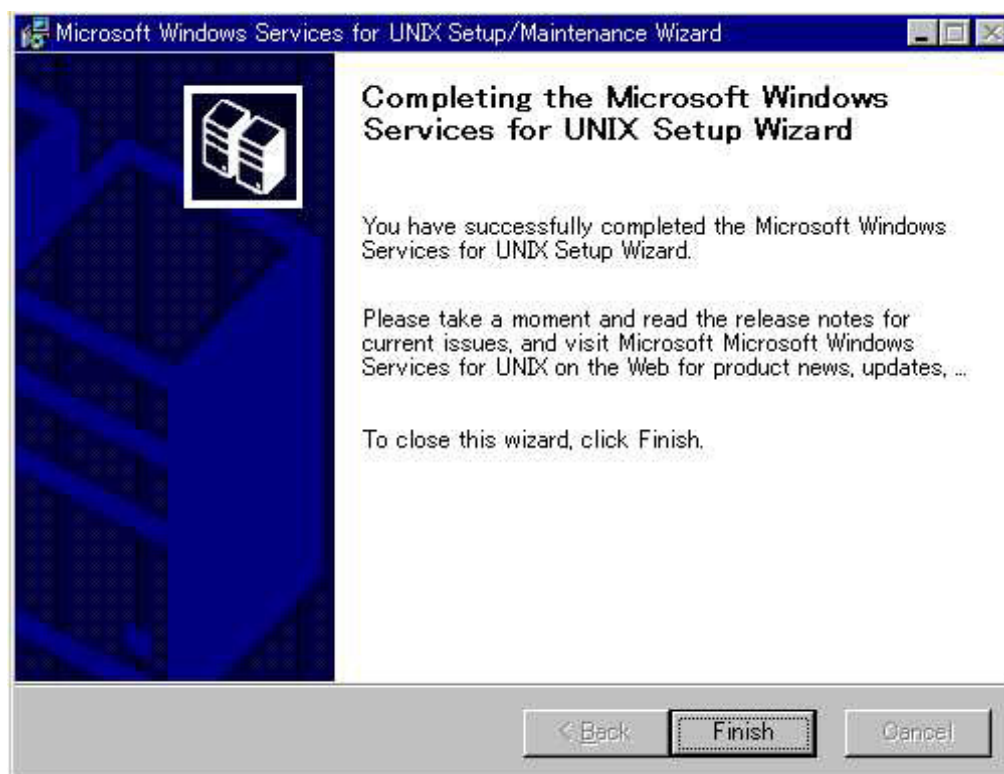 Microsoft Windows Services for UNIX Setup/Maintenance Wizard
Completing the Microsoft Windows
Services for UNIX Setup Wizard
You have successfully completed the Microsoft Windows
Services for UNIX Setup Wizard.
Please take a moment and read the release notes for
current issues, and visit Microsoft Microsoft Windows
Services for UNIX on the Web for product news, updates, ...
To close this wizard, click Finish.
< Back
Finish
Cancel